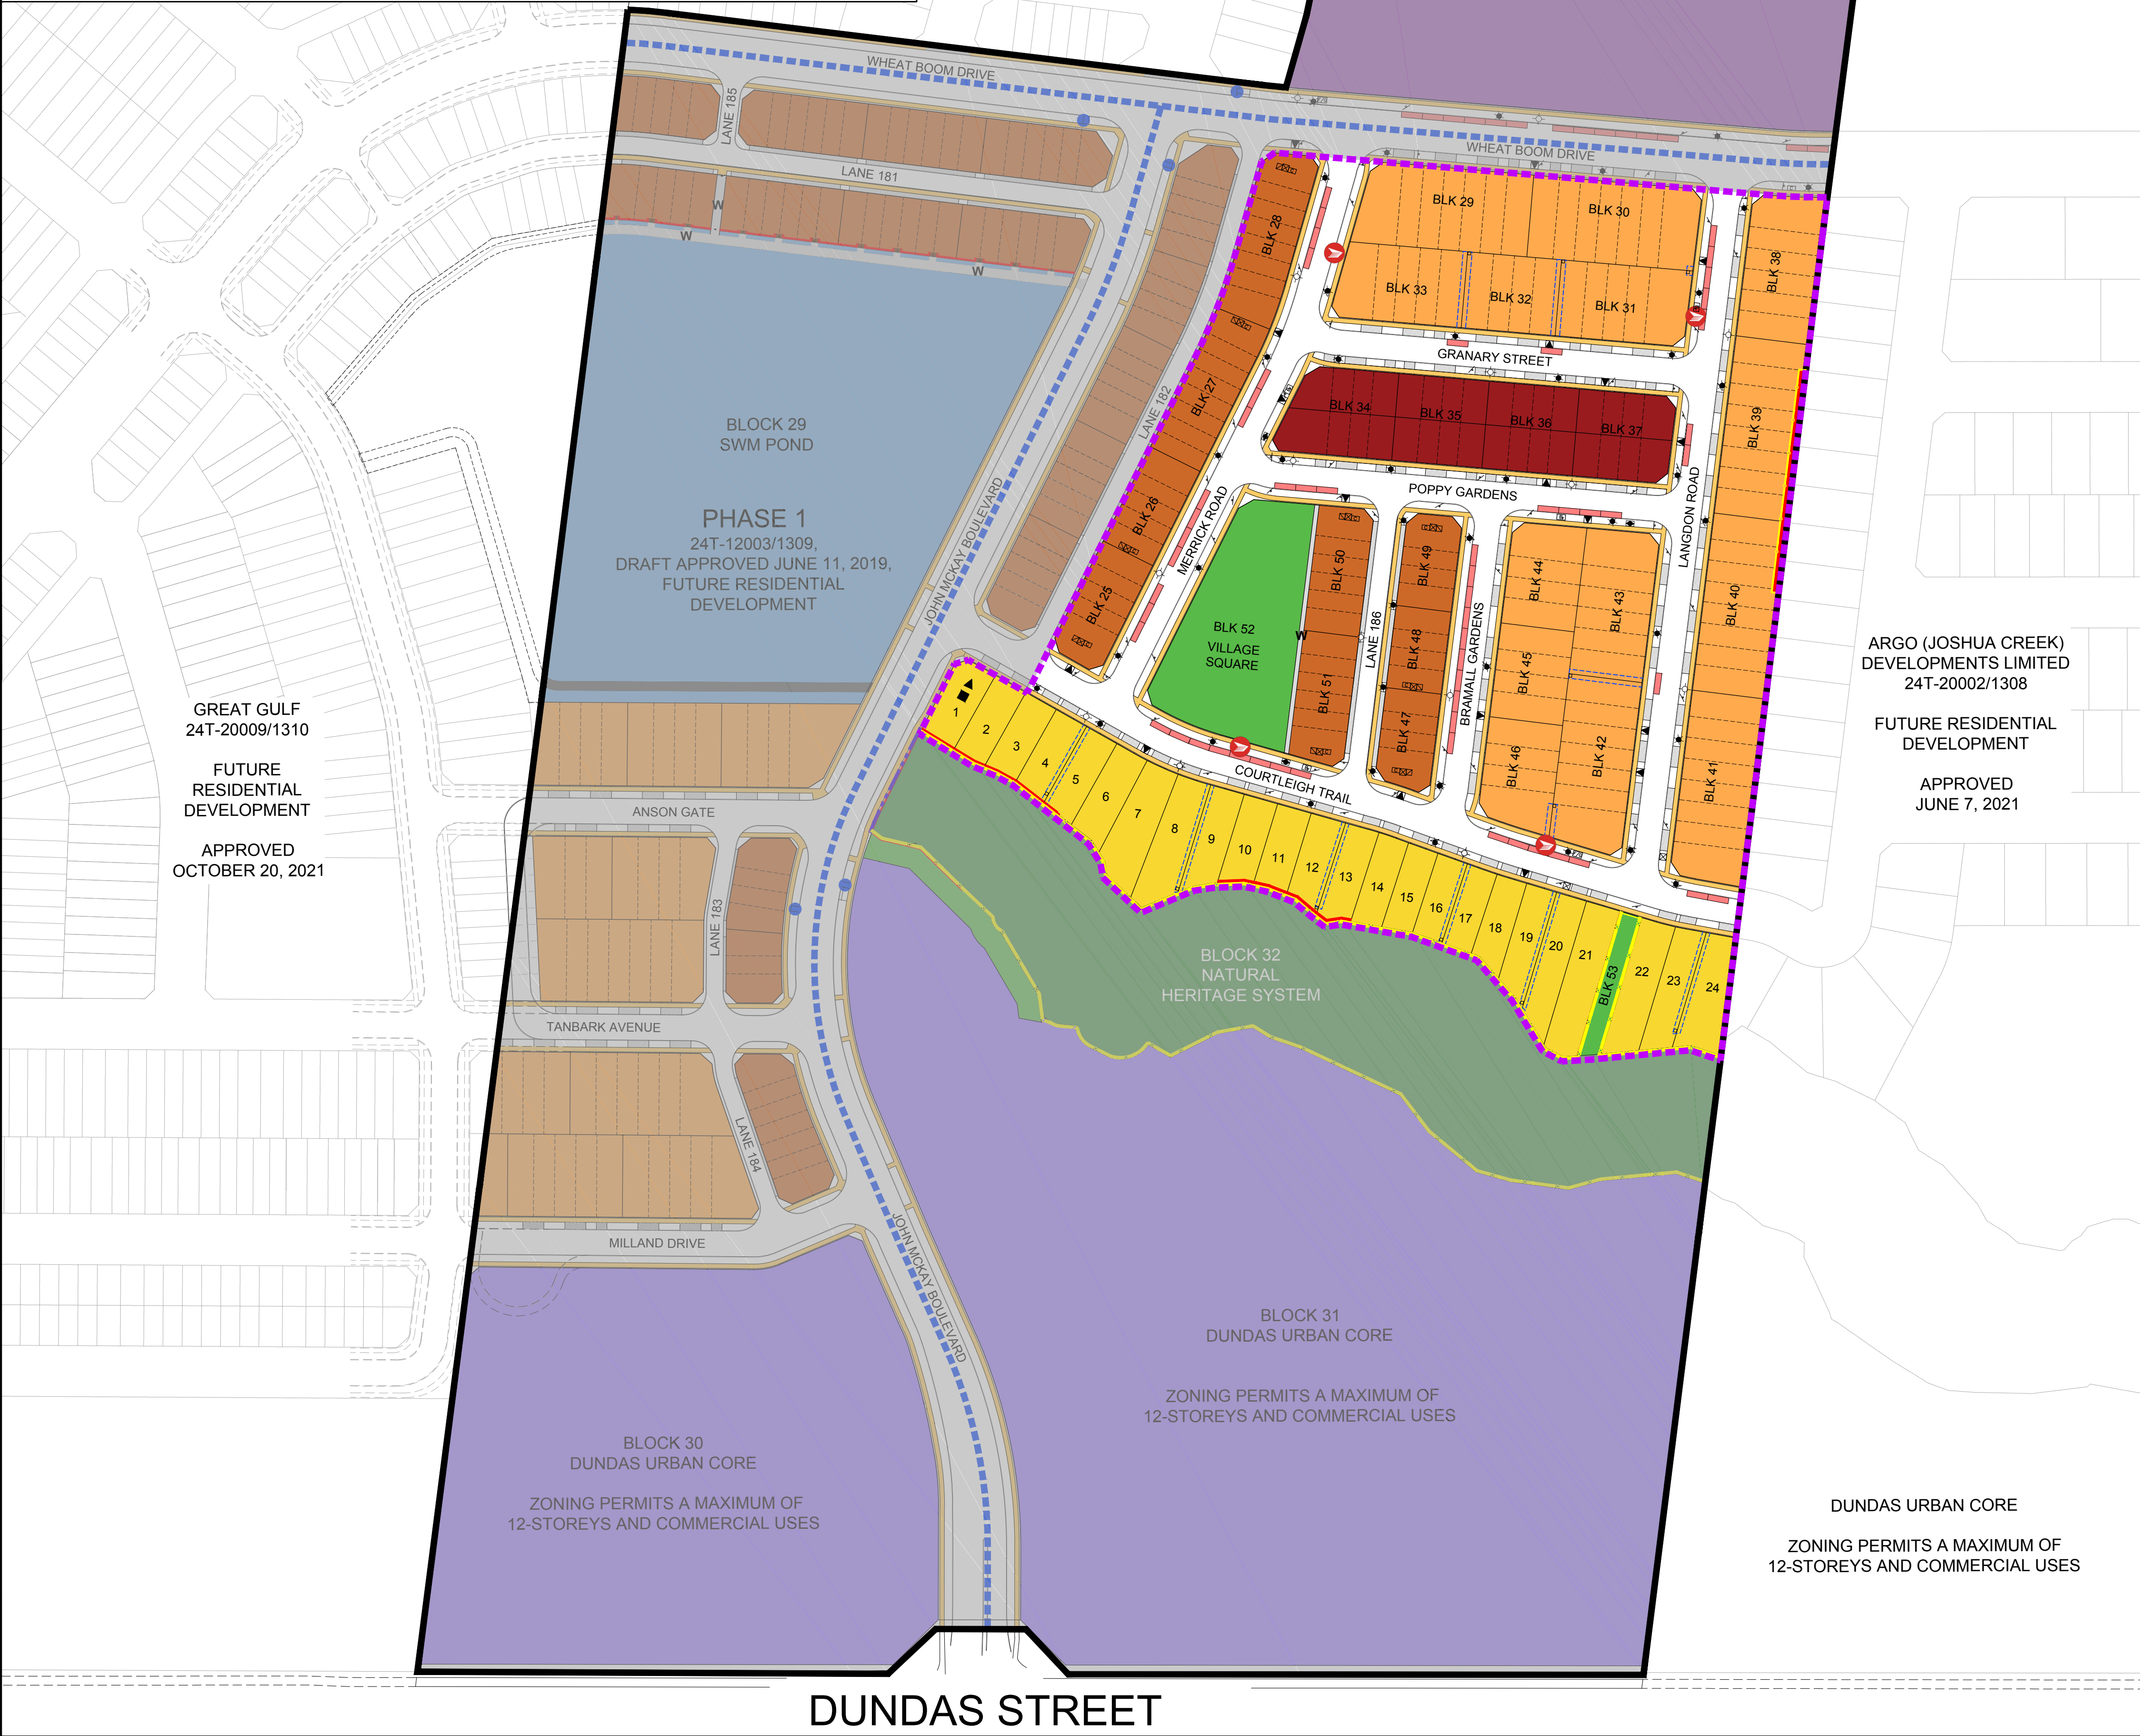 WHEAT BOOM DRIVE
LANE 185
LANE 181
WHEAT BOOM DRIVE
W
W
W
BLK 28
BLK 29
BLK 30
BLK 33
BLK 32
BLK 31
BLK 38
GRANARY STREET
BLK 27
LANE 182
BLK 34
BLK 35
BLK 36
BLK 37
BLK 39
BLOCK 29
SWM POND
PHASE 1
24T-12003/1309,
DRAFT APPROVED JUNE 11, 2019,
FUTURE RESIDENTIAL
DEVELOPMENT
JOHN MCKAY BOULEVARD
BLK 26
BLK 25
MERRICK ROAD
POPPY GARDENS
LANGDON ROAD
BLK 52
VILLAGE
SQUARE
W
BLK 50
BLK 51
LANE 186
BLK 49
BLK 48
BLK 47
BRAMALL GARDENS
BLK 44
BLK 43
BLK 45
BLK 46
BLK 42
BLK 40
BLK 41
ARGO (JOSHUA CREEK)
DEVELOPMENTS LIMITED
24T-20002/1308
FUTURE RESIDENTIAL
DEVELOPMENT
APPROVED
JUNE 7, 2021
GREAT GULF
24T-20009/1310
FUTURE
RESIDENTIAL
DEVELOPMENT
APPROVED
OCTOBER 20, 2021
COURTLEIGH TRAIL
1
2
3
4
5
6
7
8
9
10
11
12
13
14
15
16
17
18
19
20
21
BLK 53
22
23
24
ANSON GATE
LANE 183
TANBARK AVENUE
LANE 184
MILLAND DRIVE
JOHN MCKAY BOULEVARD
BLOCK 32
NATURAL
HERITAGE SYSTEM
BLOCK 31
DUNDAS URBAN CORE
ZONING PERMITS A MAXIMUM OF
12-STOREYS AND COMMERCIAL USES
BLOCK 30
DUNDAS URBAN CORE
ZONING PERMITS A MAXIMUM OF
12-STOREYS AND COMMERCIAL USES
DUNDAS URBAN CORE
ZONING PERMITS A MAXIMUM OF
12-STOREYS AND COMMERCIAL USES
DUNDAS STREET